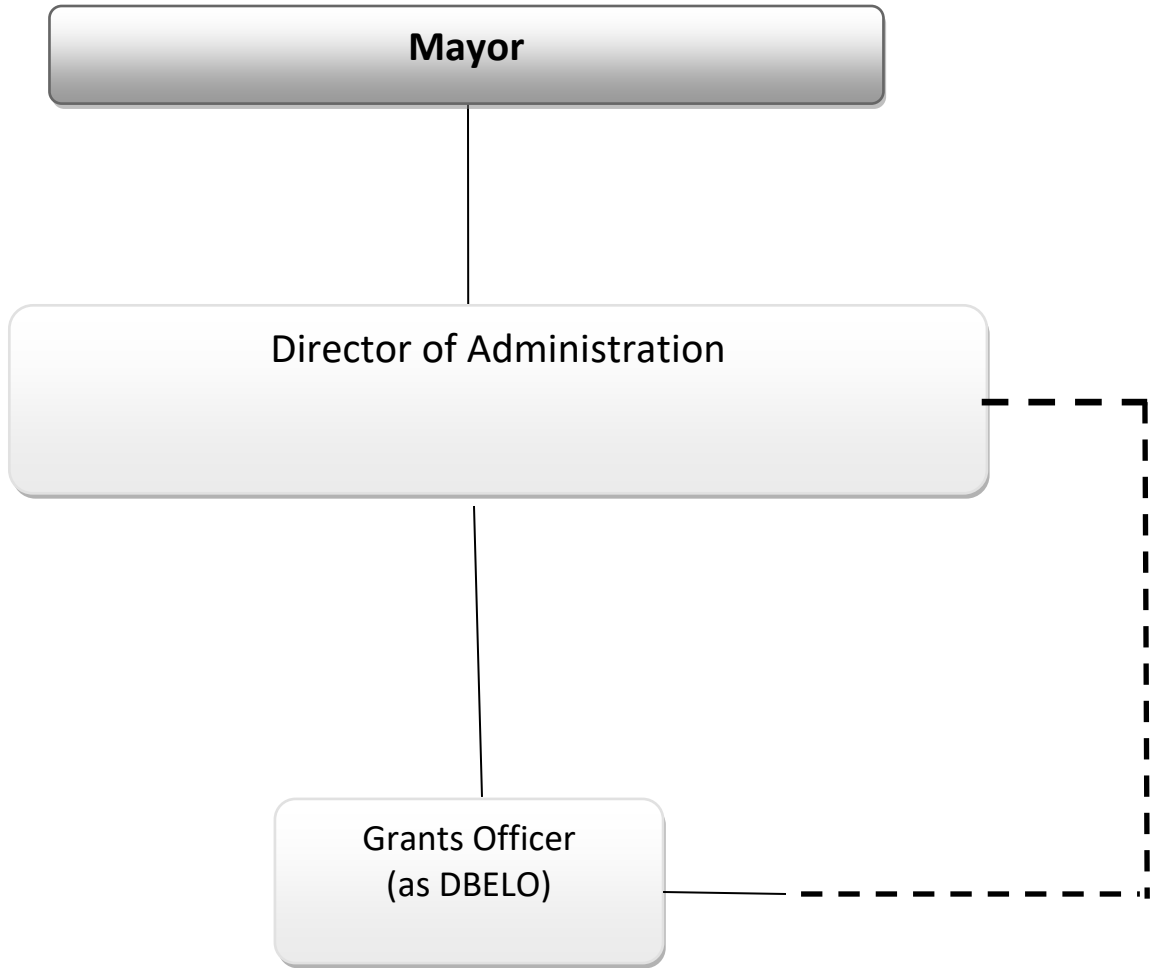 Mayor
Director of Administration
Grants Officer
(as DBELO)